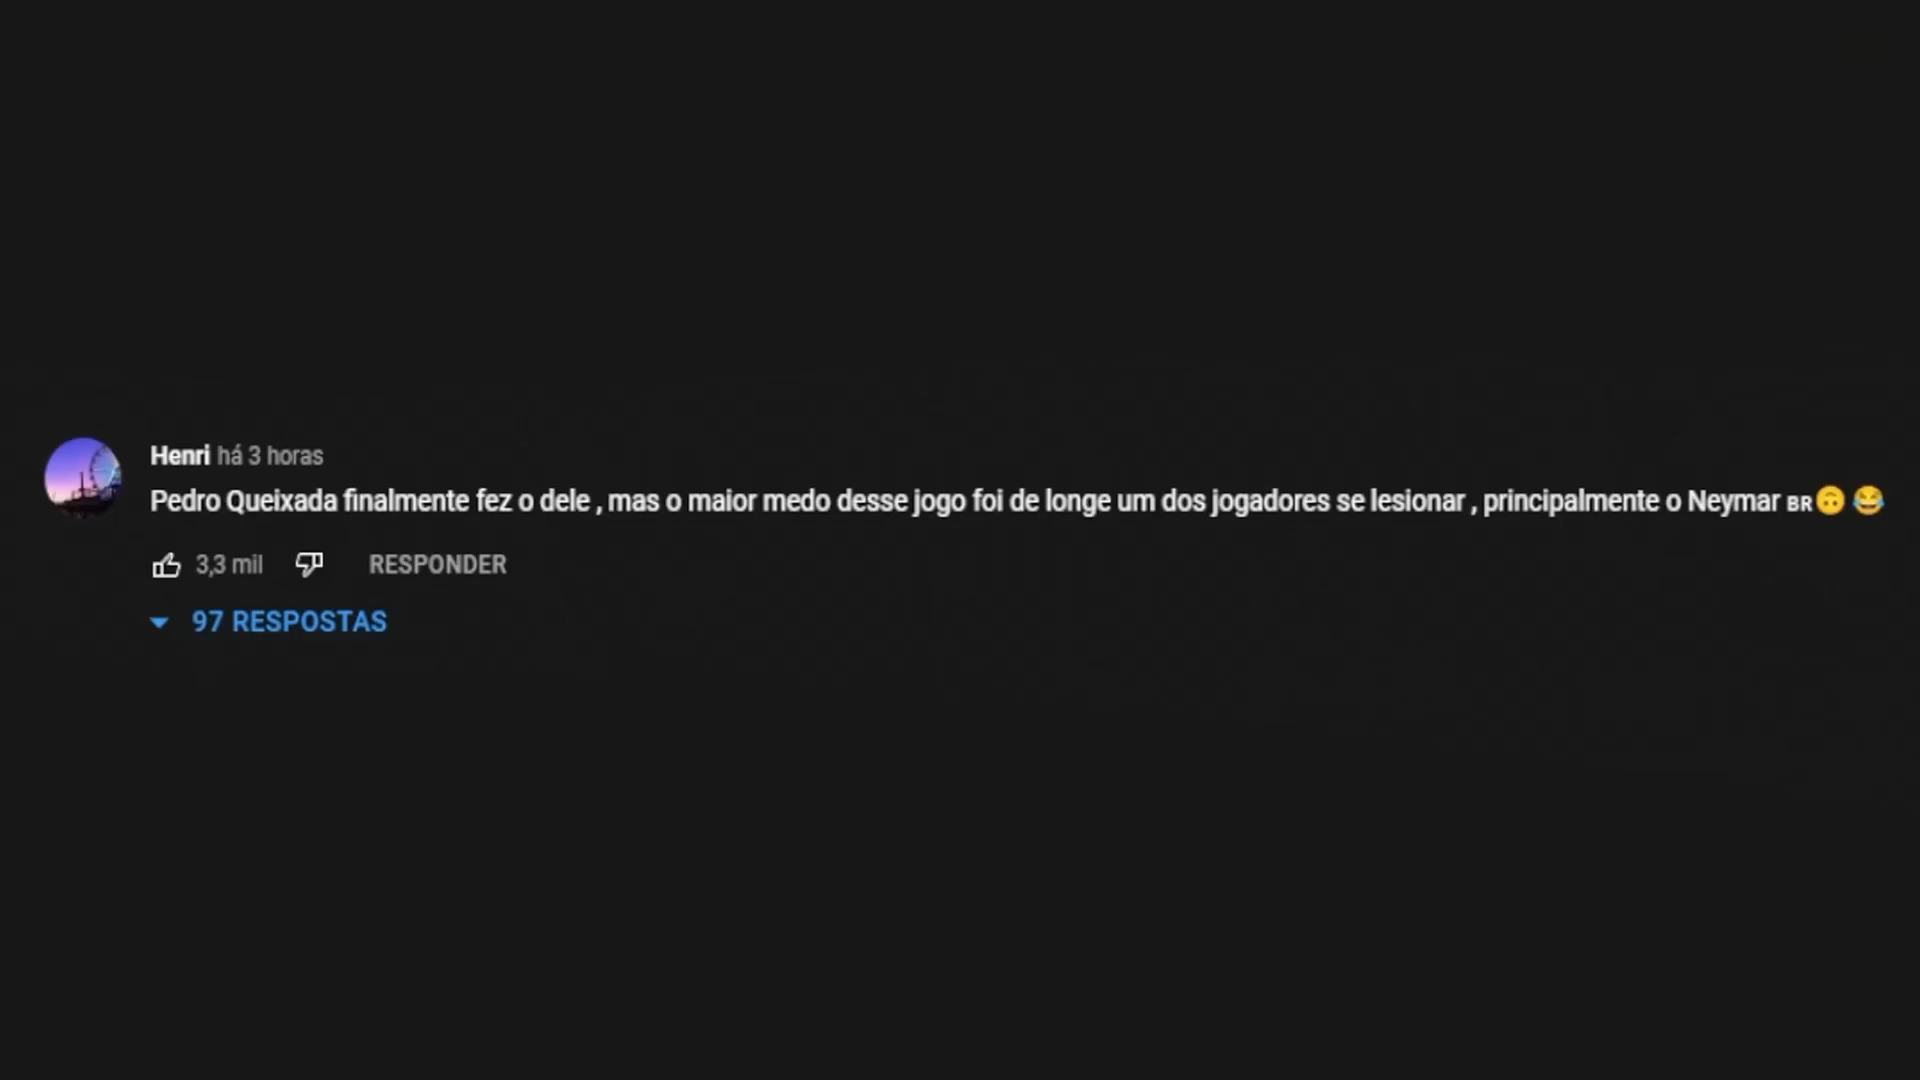 Henri há 3 horas
Pedro Queixada finalmente fez o dele , mas o maior medo desse jogo foi de longe um dos jogadores se lesionar , principalmente o Neymar BR🙃 😂
3,3 mil RESPONDER
97 RESPOSTAS